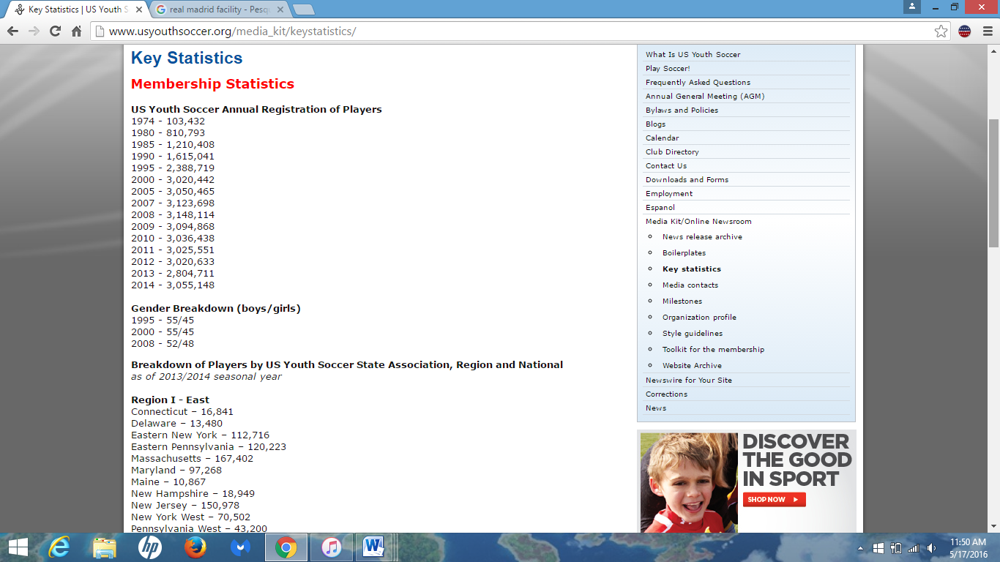 Key Statistics | US Youth S
real madrid facility - Pesqu
www.usyouthsoccer.org/media_kit/keystatistics/
Key Statistics
Membership Statistics
US Youth Soccer Annual Registration of Players
1974 - 103,432
1980 - 810,793
1985 - 1,210,408
1990 - 1,615,041
1995 - 2,388,719
2000 - 3,020,442
2005 - 3,050,465
2007 - 3,123,698
2008 - 3,148,114
2009 - 3,094,868
2010 - 3,036,438
2011 - 3,025,551
2012 - 3,020,633
2013 - 2,804,711
2014 - 3,055,148
Gender Breakdown (boys/girls)
1995 - 55/45
2000 - 55/45
2008 - 52/48
Breakdown of Players by US Youth Soccer State Association, Region and National
as of 2013/2014 seasonal year
Region I - East
Connecticut – 16,841
Delaware – 13,480
Eastern New York – 112,716
Eastern Pennsylvania – 120,223
Massachusetts – 167,402
Maryland – 97,268
Maine – 10,867
New Hampshire – 18,949
New Jersey – 150,978
New York West – 70,502
Pennsylvania West – 43,200
What Is US Youth Soccer
Play Soccer!
Frequently Asked Questions
Annual General Meeting (AGM)
Bylaws and Policies
Blogs
Calendar
Club Directory
Contact Us
Downloads and Forms
Employment
Espanol
Media Kit/Online Newsroom
News release archive
Boilerplates
Key statistics
Media contacts
Milestones
Organization profile
Style guidelines
Toolkit for the membership
Website Archive
Newswire for Your Site
Corrections
News
DISCOVER
THE GOOD
IN SPORT
SHOP NOW
11:50 AM
5/17/2016